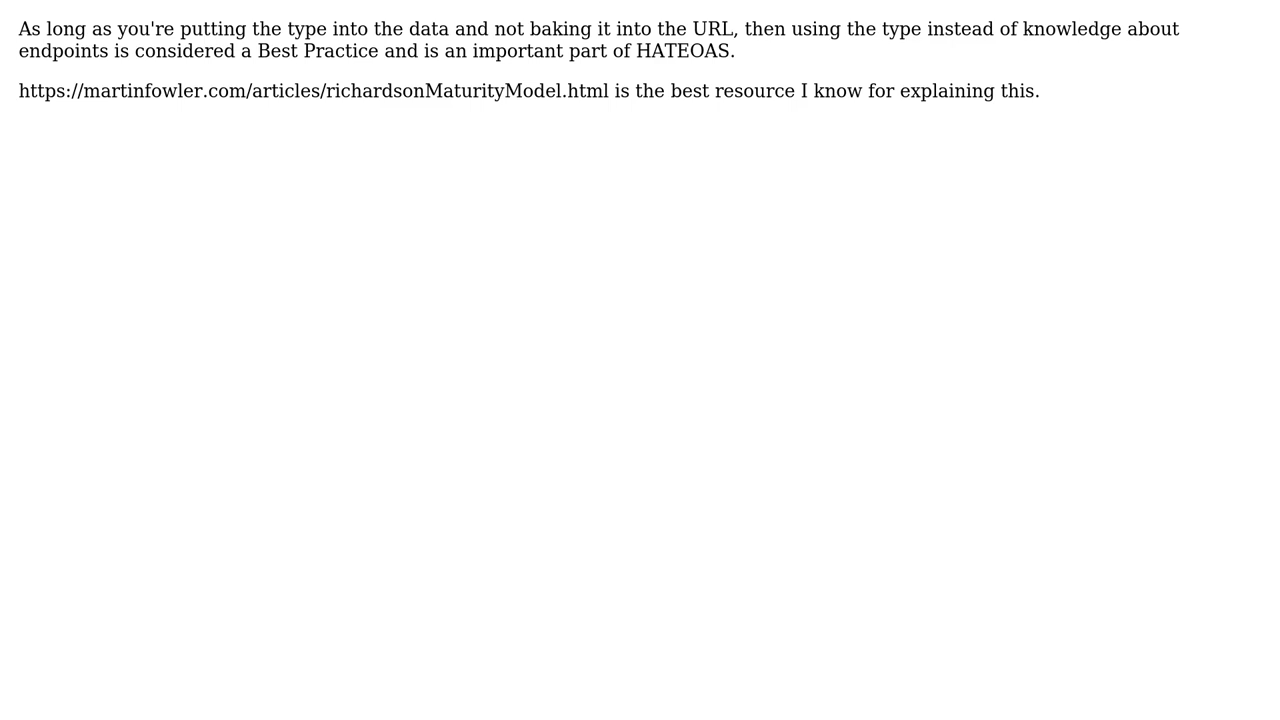 As long as you're putting the type into the data and not baking it into the URL, then using the type instead of knowledge about
endpoints is considered a Best Practice and is an important part of HATEOAS.
https://martinfowler.com/articles/richardsonMaturityModel.html is the best resource I know for explaining this.